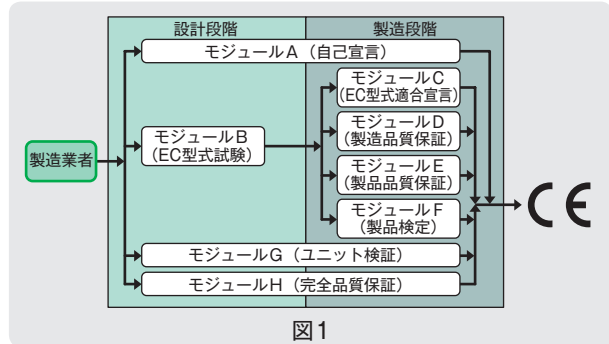 設計段階
製造段階
モジュールA（自己宣言）
モジュールC
（EC型式適合宣言）
モジュールD
（製造品質保証）
製造業者
モジュールB
（EC型式試験）
モジュールE
（製品品質保証）
モジュールF
（製品検定）
CE
モジュールG（ユニット検証）
モジュールH（完全品質保証）
図1